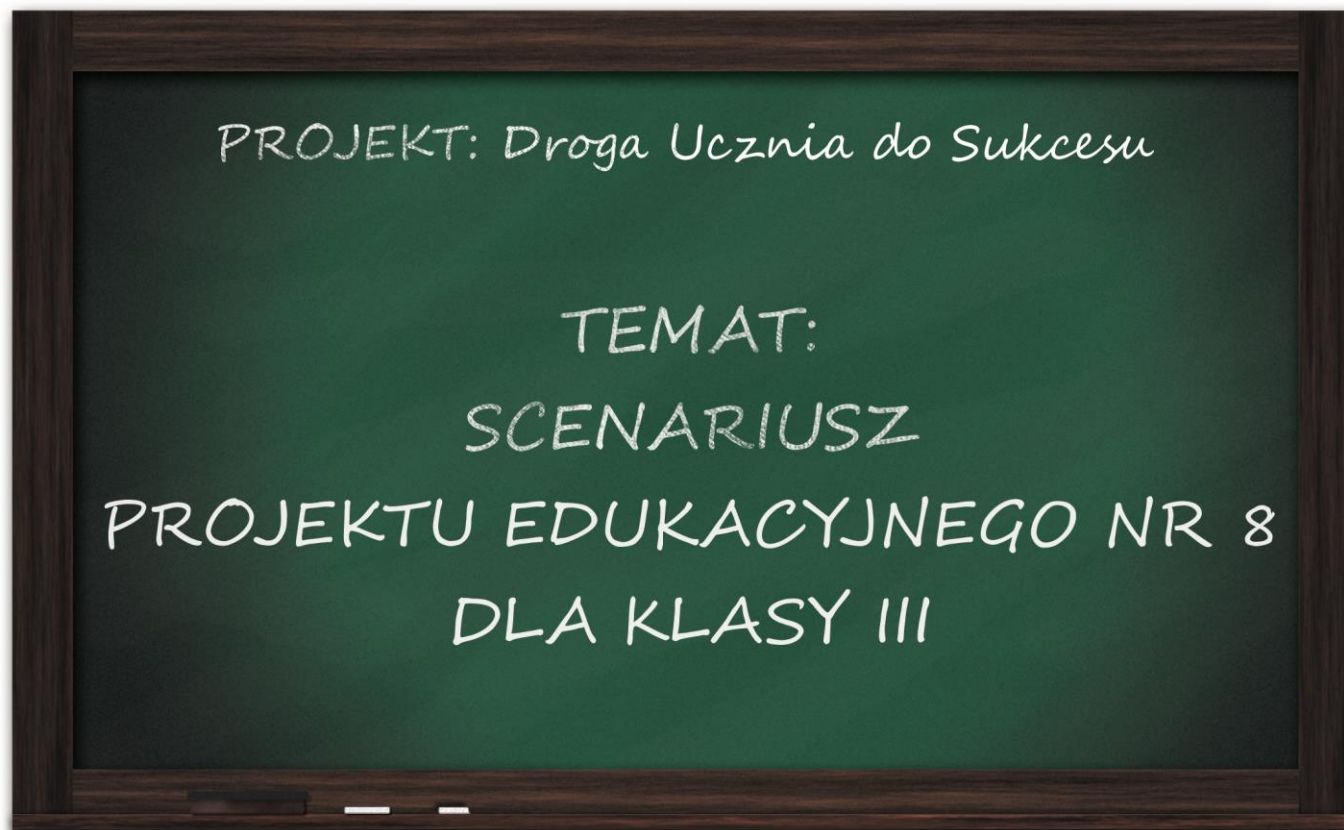 PROJEKT: Droga Ucznia do Sukcesu
TEMAT:
SCENARIUSZ
PROJEKTU EDUKACYJNEGO NR 8
DLA KLASY III